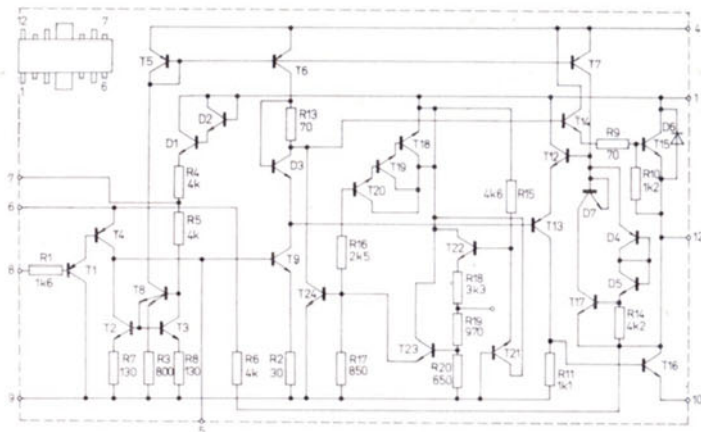 12 7
1 6
4
1
7
6
8
9
5
12
10
T5
T6
T7
D2
D1
R13
70
D3
T18
T19
T20
T14
R9
70
T15
D6
T12
R10
1k2
D7
R4
4k
R5
4k
4k6 R15
T4
R1
1k6
T1
T13
D4
D5
R16
2k5
T22
T9
R18
3k3
T8
T24
T17
R14
4k2
R19
970
T2
T3
T23
T21
R7
130
R3
800
R8
130
R6
4k
R2
30
R17
850
R20
650
R11
1k1
T16